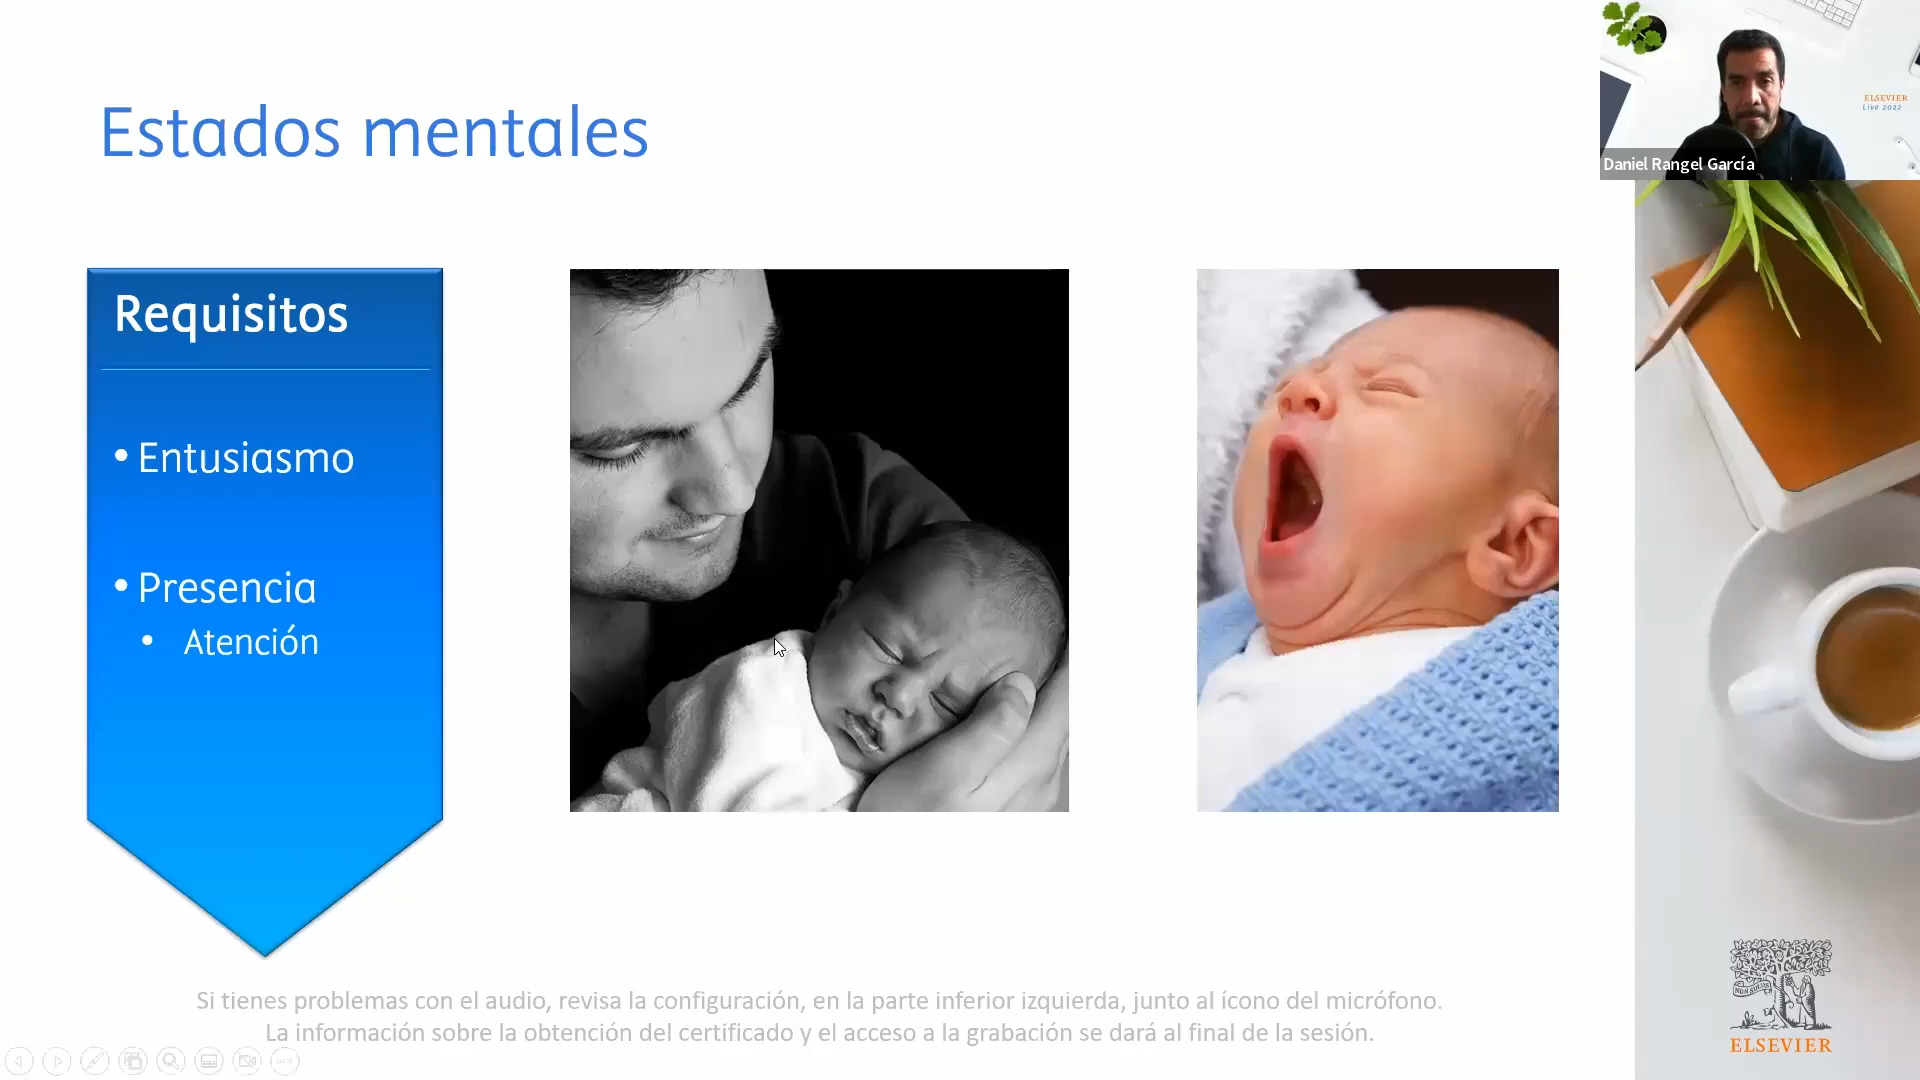 Estados mentales
ELSEVIER
Live 2022
Daniel Rangel García
Requisitos
• Entusiasmo
• Presencia
• Atención
Si tienes problemas con el audio, revisa la configuración, en la parte inferior izquierda, junto al ícono del micrófono.
La información sobre la obtención del certificado y el acceso a la grabación se dará al final de la sesión.
NON SOLUS
ELSEVIER